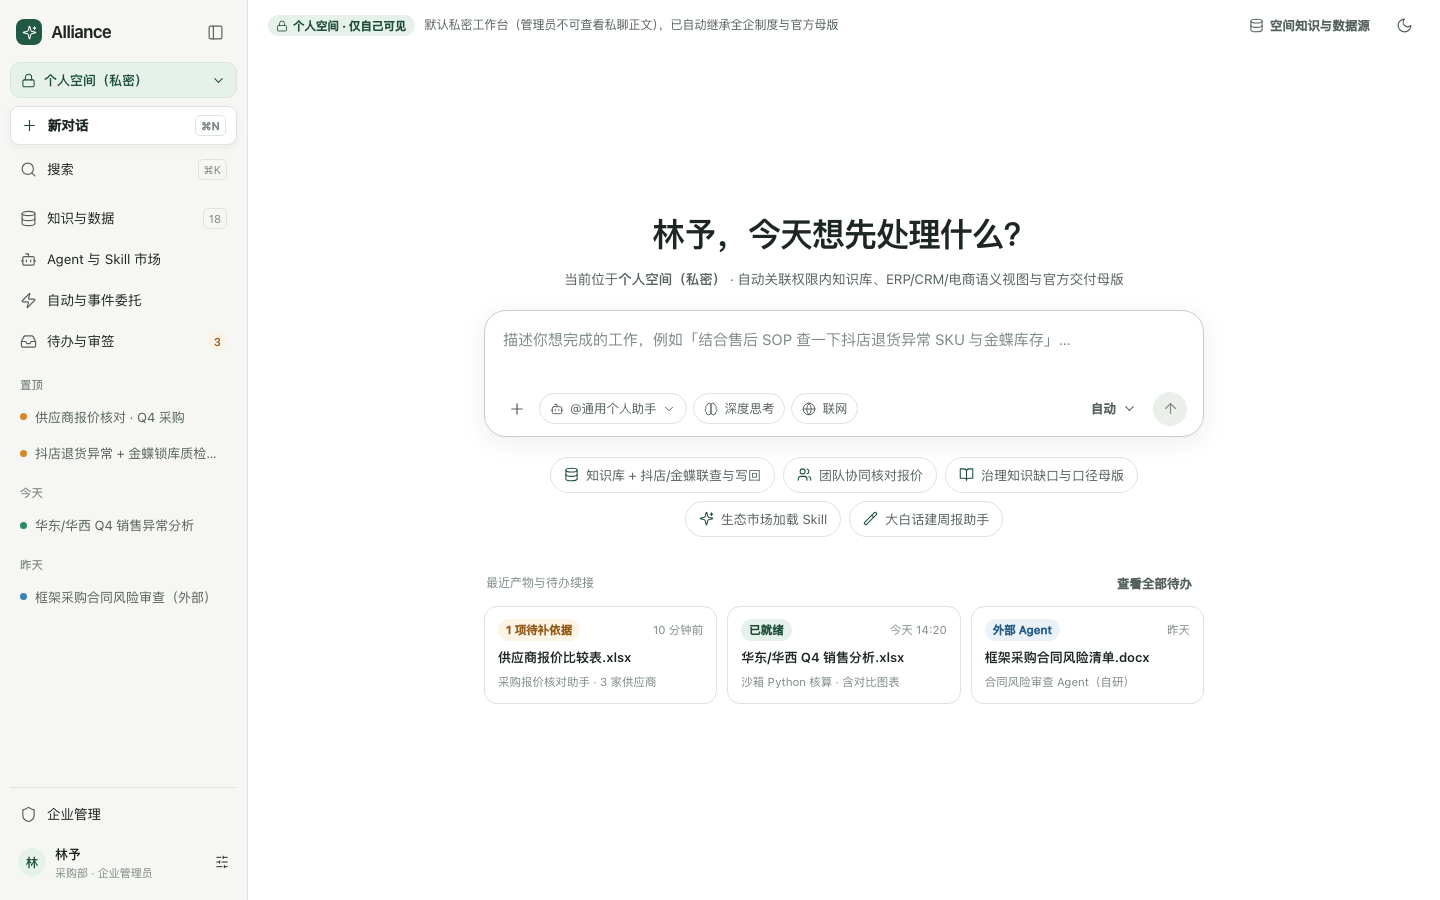 Alliance
个人空间（私密）
新对话 ⌘N
搜索 ⌘K
知识与数据 18
Agent 与 Skill 市场
自动与事件委托
待办与审签 3
置顶
供应商报价核对 · Q4 采购
抖店退货异常 + 金蝶锁库质检...
今天
华东/华西 Q4 销售异常分析
昨天
框架采购合同风险审查（外部）
企业管理
林 林予
采购部 · 企业管理员
个人空间 · 仅自己可见 默认私密工作台（管理员不可查看私聊正文），已自动继承全企制度与官方母版
空间知识与数据源
林予，今天想先处理什么？
当前位于个人空间（私密） · 自动关联权限内知识库、ERP/CRM/电商语义视图与官方交付母版
描述你想完成的工作，例如「结合售后 SOP 查一下抖店退货异常 SKU 与金蝶库存」...
@通用个人助手 深度思考 联网 自动
知识库 + 抖店/金蝶联查与写回 团队协同核对报价 治理知识缺口与口径母版
生态市场加载 Skill 大白话建周报助手
最近产物与待办续接 查看全部待办
1 项待补依据 10 分钟前
供应商报价比较表.xlsx
采购报价核对助手 · 3 家供应商
已就绪 今天 14:20
华东/华西 Q4 销售分析.xlsx
沙箱 Python 核算 · 含对比图表
外部 Agent 昨天
框架采购合同风险清单.docx
合同风险审查 Agent（自研）